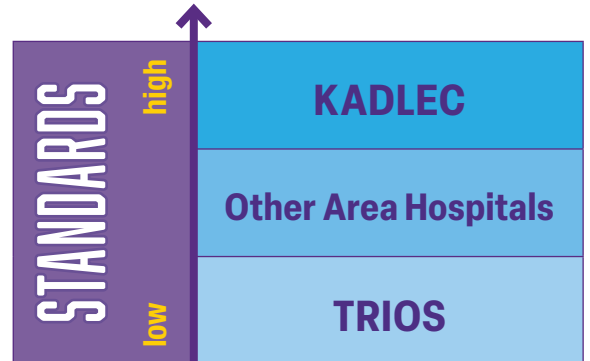 STANDARDS
high
low
KADLEC
Other Area Hospitals
TRIOS